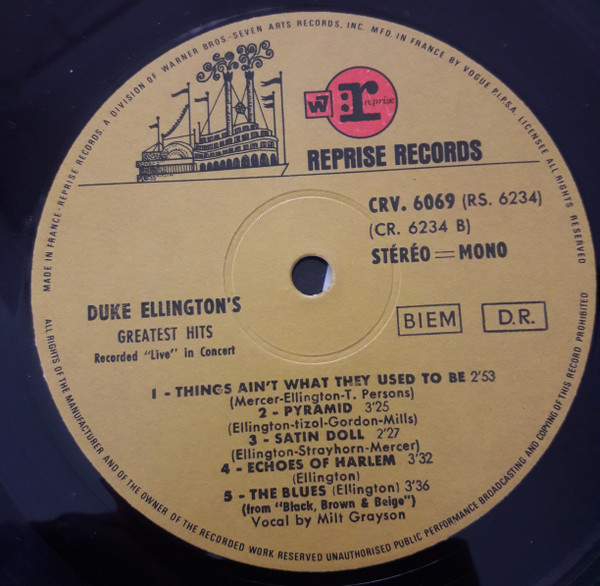 MADE IN FRANCE-REPRISE RECORDS, A DIVISION OF WARNER BROS-SEVEN ARTS RECORDS, INC. MFD. IN FRANCE BY VOGUE P.I.P.SA. LICENSEE ALL RIGHTS RESERVED
W7 r
reprise
REPRISE RECORDS
CRV. 6069 (RS. 6234)
(CR. 6234 B)
STÉRÉO = MONO
DUKE ELLINGTON'S
GREATEST HITS
Recorded "Live" in Concert
BIEM D.R.
1 - THINGS AIN'T WHAT THEY USED TO BE 2'53
(Mercer-Ellington-T. Persons)
2 - PYRAMID 3'25
(Ellington-tizol-Gordon-Mills)
3 - SATIN DOLL 2'27
(Ellington-Strayhorn-Mercer)
4 - ECHOES OF HARLEM 3'32
(Ellington)
5 - THE BLUES (Ellington) 3'36
(from "Black, Brown & Beige")
Vocal by Milt Grayson
ALL RIGHTS OF THE MANUFACTURER AND OF THE OWNER OF THE RECORDED WORK RESERVED UNAUTHORISED PUBLIC PERFORMANCE BROADCASTING AND COPYING OF THIS RECORD PROHIBITED